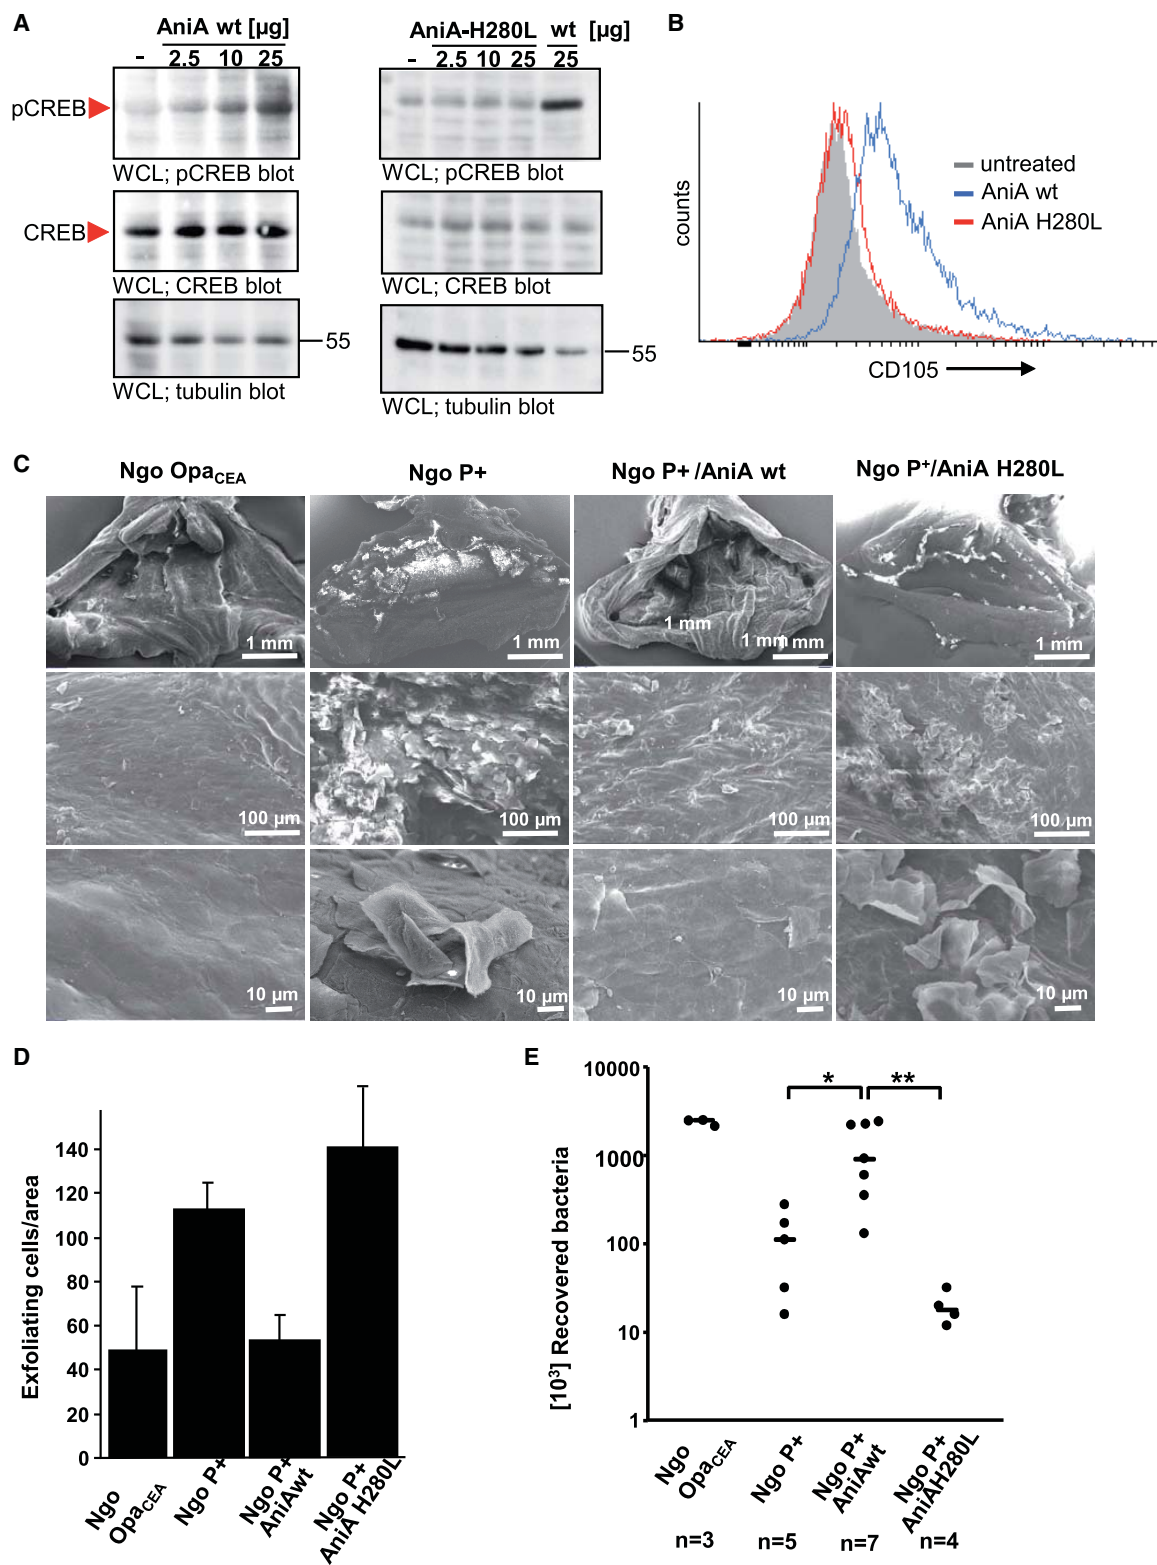 A
AniA wt [µg]
- 2.5 10 25
pCREB
WCL; pCREB blot
CREB
WCL; CREB blot
55
WCL; tubulin blot
AniA-H280L wt [µg]
- 2.5 10 25 25
WCL; pCREB blot
WCL; CREB blot
55
WCL; tubulin blot
B
counts
untreated
AniA wt
AniA H280L
CD105
C
Ngo OpaCEA
Ngo P+
Ngo P+ /AniA wt
Ngo P+/AniA H280L
1 mm
1 mm
1 mm
1 mm
1 mm
1 mm
100 µm
100 µm
100 µm
100 µm
10 µm
10 µm
10 µm
10 µm
D
Exfoliating cells/area
140
120
100
80
60
40
20
0
Ngo OpaCEA
Ngo P+
Ngo P+ AniAwt
Ngo P+ AniA H280L
E
[10³] Recovered bacteria
10000
1000
100
10
1
*
**
Ngo OpaCEA
Ngo P+
Ngo P+ AniAwt
Ngo P+ AniAH280L
n=3
n=5
n=7
n=4